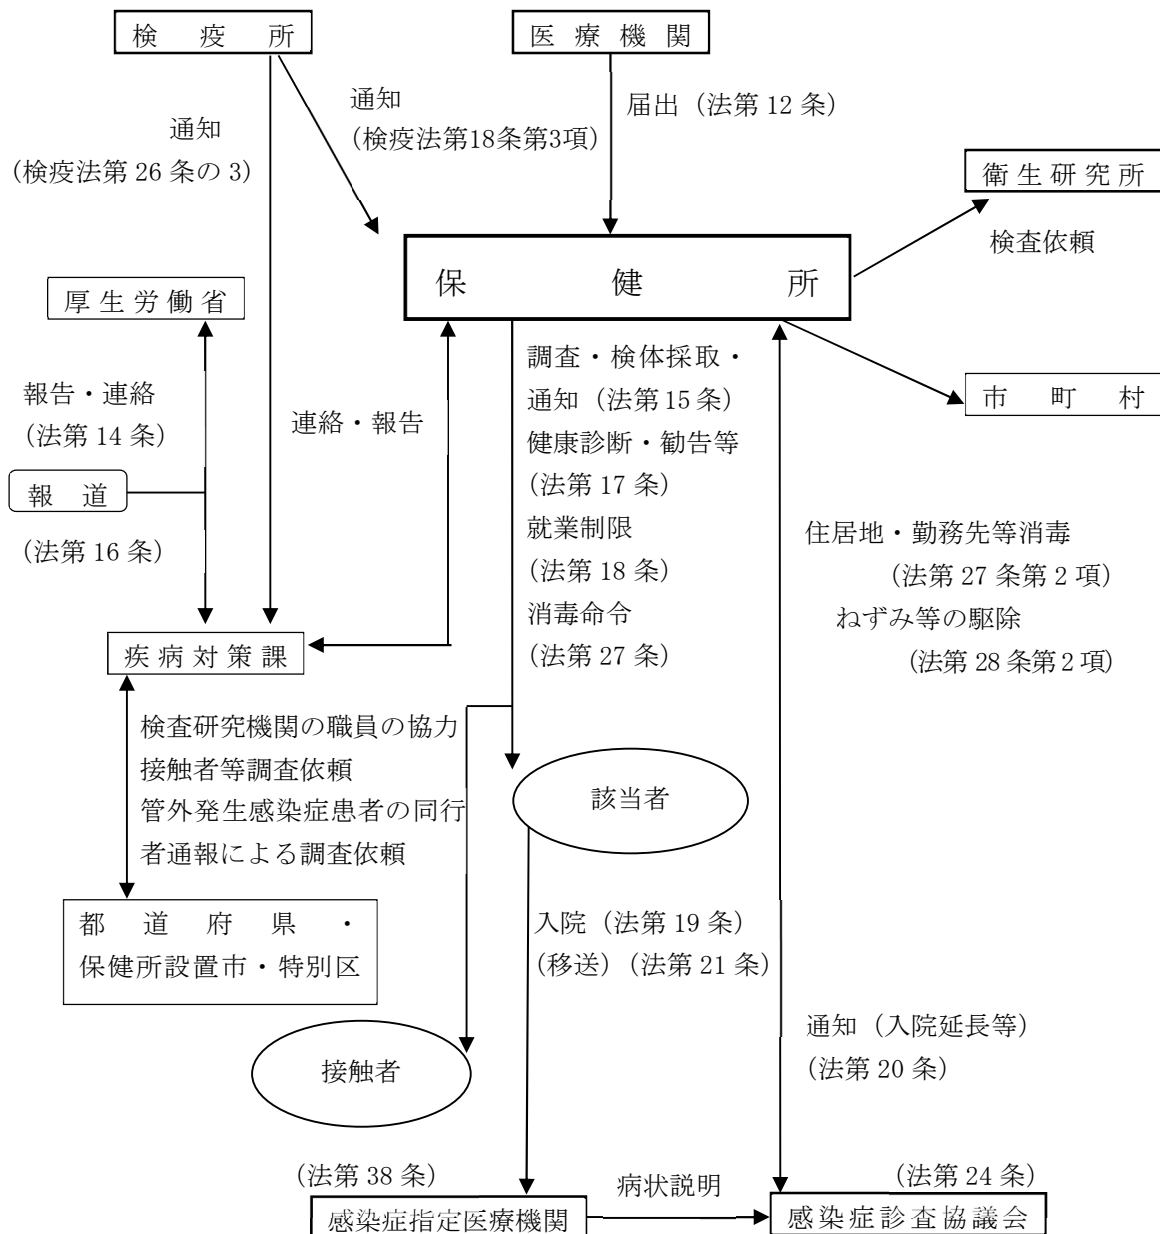 検疫所
医療機関
通知
(検疫法第18条第3項)
届出（法第 12 条）
通知
(検疫法第 26 条の 3)
衛生研究所
検査依頼
保健所
厚生労働省
調査・検体採取・
通知（法第 15 条）
健康診断・勧告等
(法第 17 条)
就業制限
(法第 18 条)
消毒命令
(法第 27 条)
市町村
報告・連絡
(法第 14 条)
連絡・報告
報道
(法第 16 条)
住居地・勤務先等消毒
(法第 27 条第 2 項)
ねずみ等の駆除
(法第 28 条第 2 項)
疾病対策課
検査研究機関の職員の協力
接触者等調査依頼
管外発生感染症患者の同行
者通報による調査依頼
該当者
都道府県・
保健所設置市・特別区
入院（法第 19 条）
(移送)（法第 21 条）
通知（入院延長等）
(法第 20 条)
接触者
(法第 38 条)
感染症指定医療機関
病状説明
(法第 24 条)
感染症診査協議会